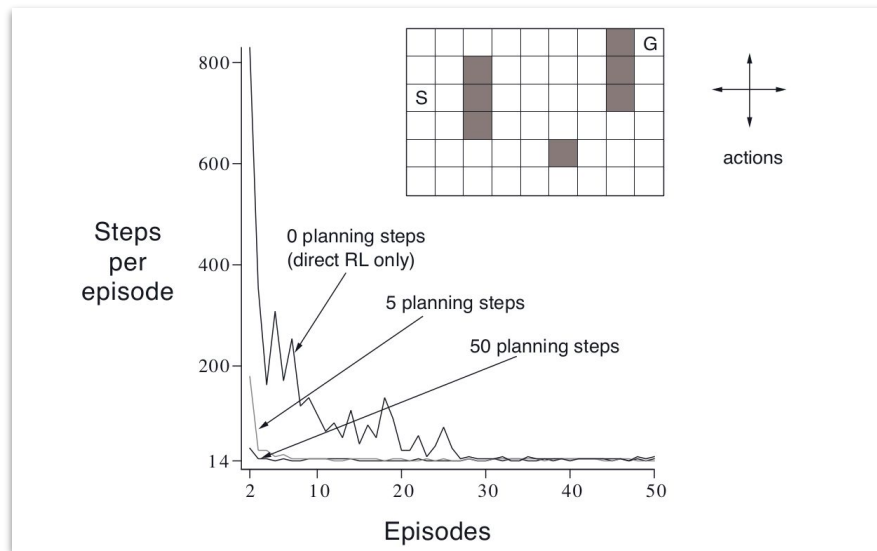 800
600
400
200
14
Steps
per
episode
0 planning steps
(direct RL only)
5 planning steps
50 planning steps
S
G
actions
2
10
20
30
40
50
Episodes